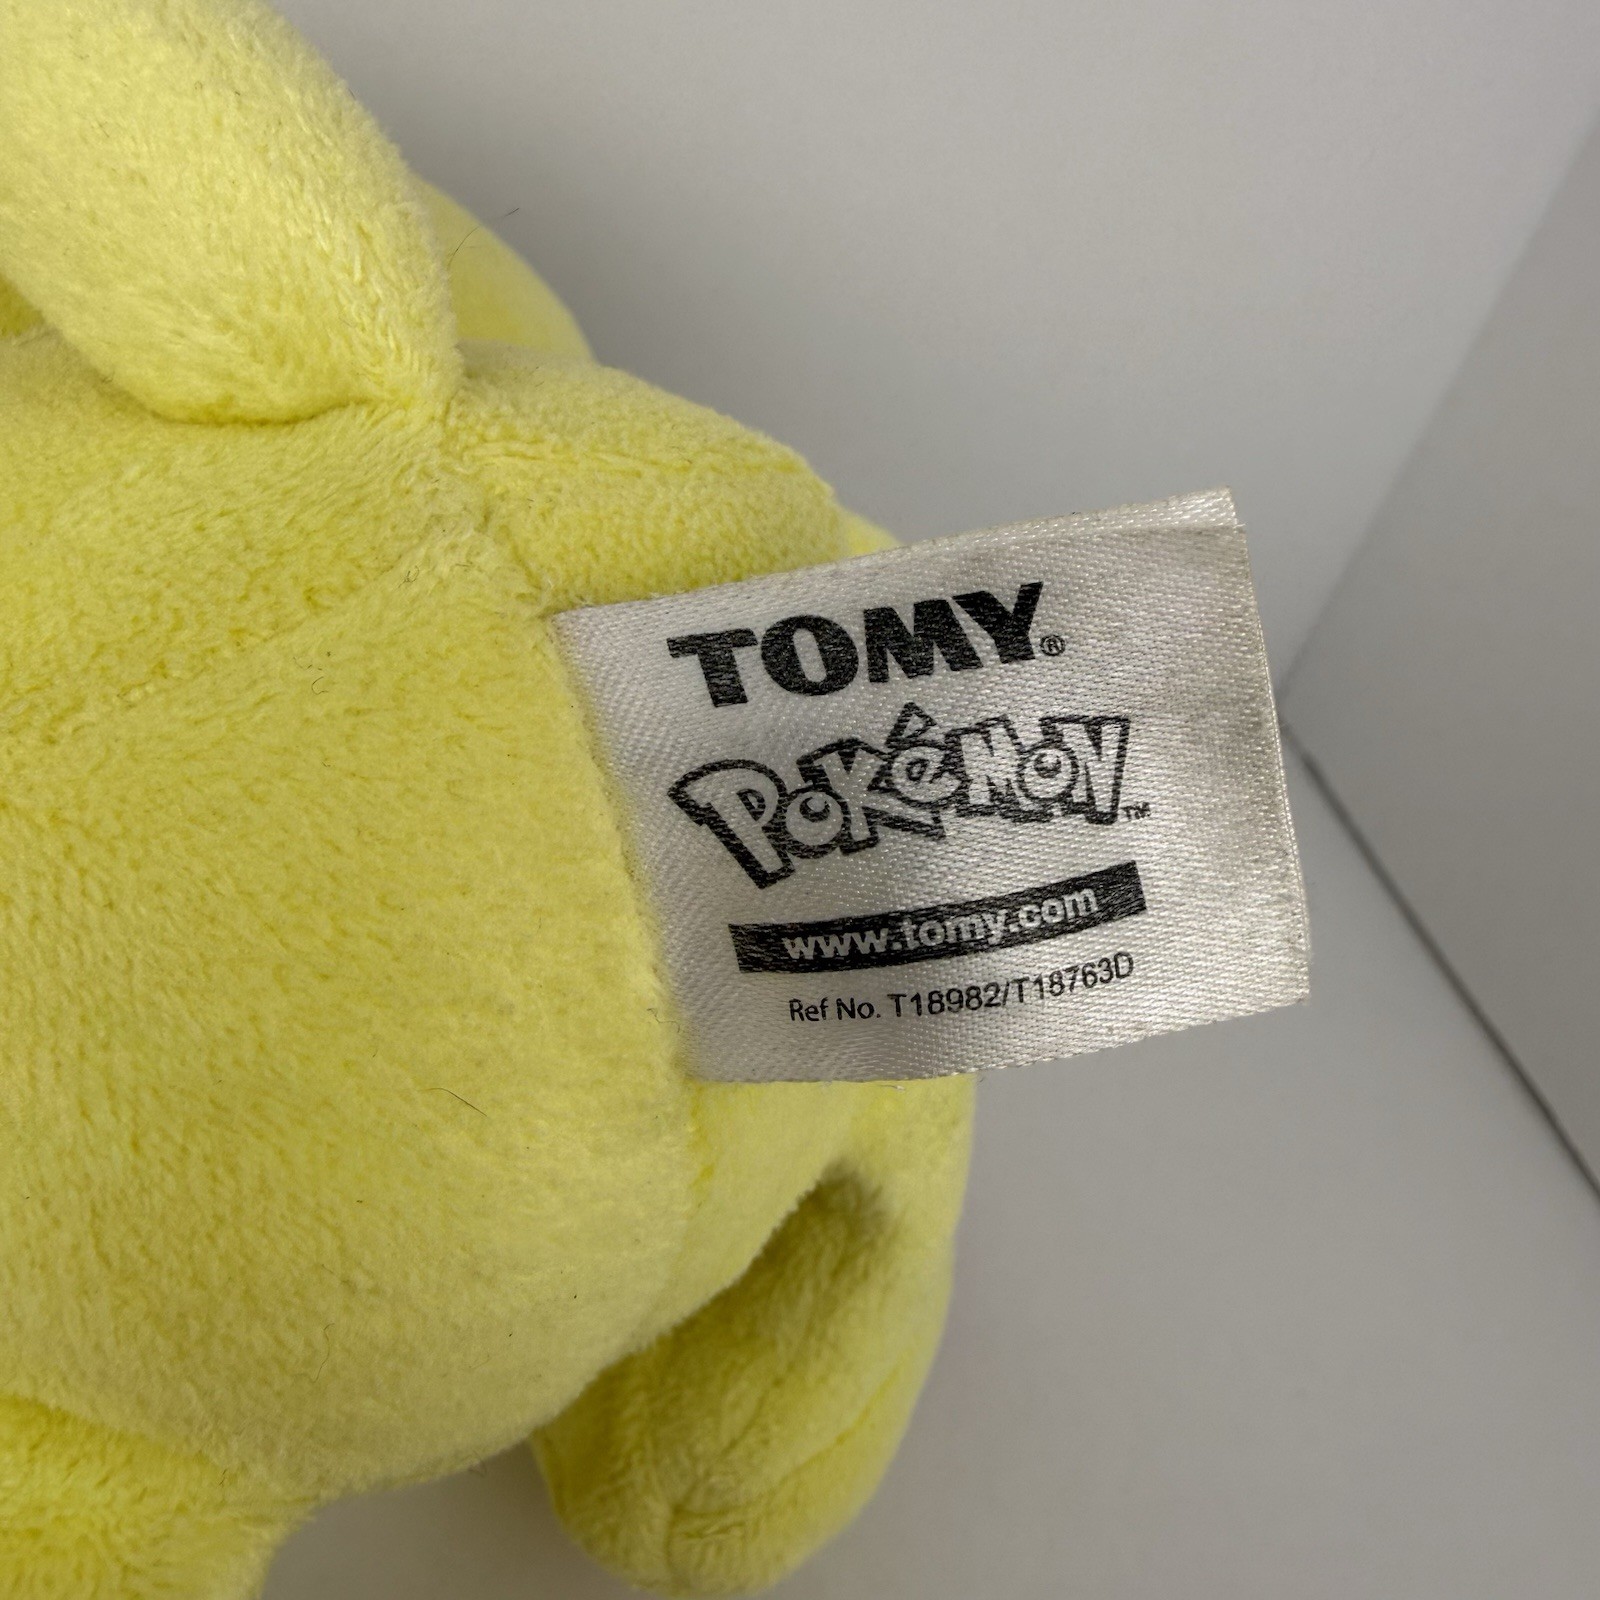 TOMY®
POKéMON™
www.tomy.com
Ref No. T18982/T18763D